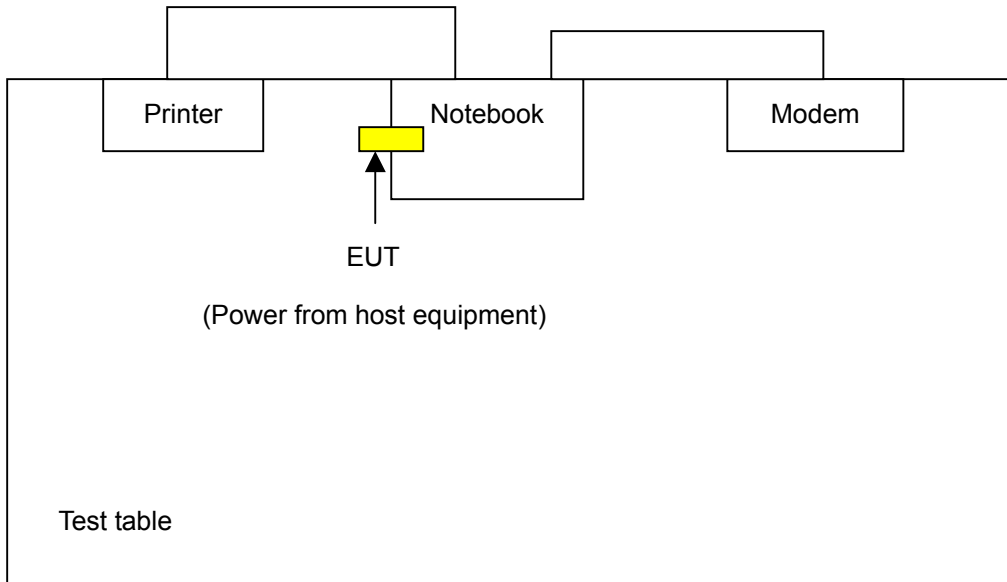 Printer
Notebook
Modem
EUT
(Power from host equipment)
Test table